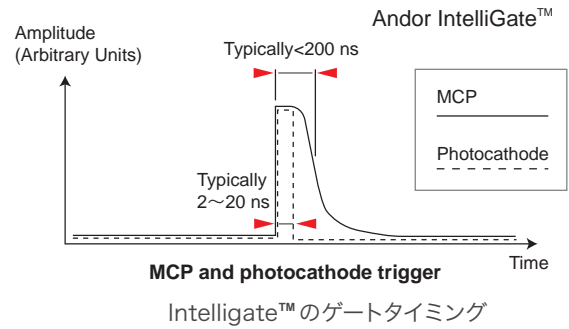 Andor IntelliGate™
Amplitude
(Arbitrary Units)
Typically<200 ns
MCP
Photocathode
Typically
2～20 ns
Time
MCP and photocathode trigger
Intelligate™のゲートタイミング